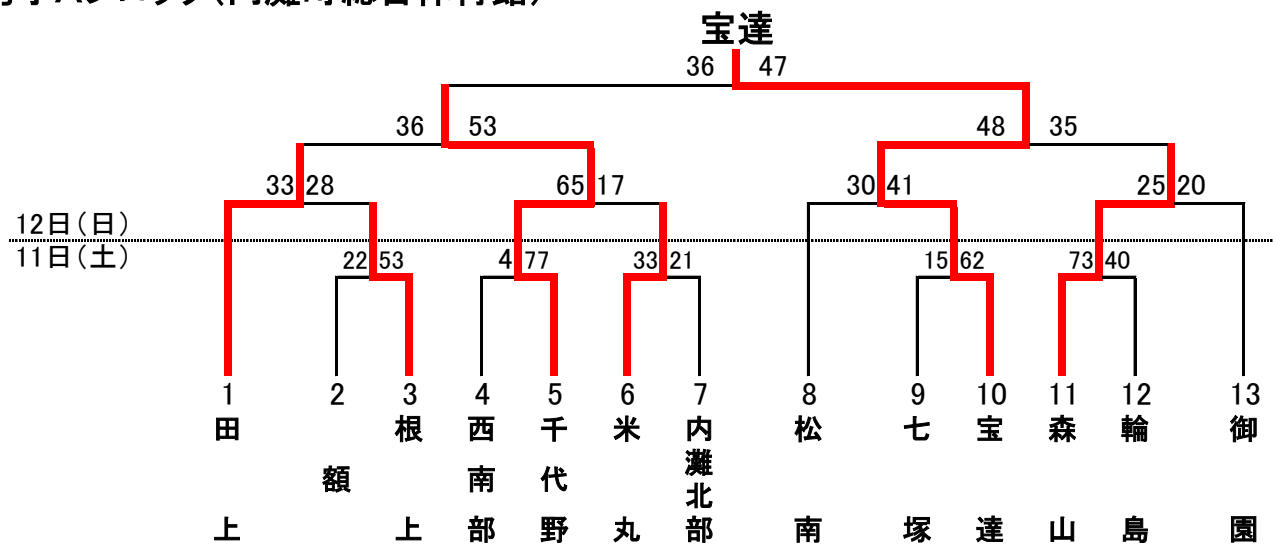 宝達
36 47
36 53 48 35
33 28 65 17 30 41 25 20
12日(日)
11日(土)
22 53 4 77 33 21 15 62 73 40
1 2 3 4 5 6 7 8 9 10 11 12 13
田上
額
根上
西南部
千代野
米丸
内灘北部
松南
七塚
宝達
森山
輪島
御園